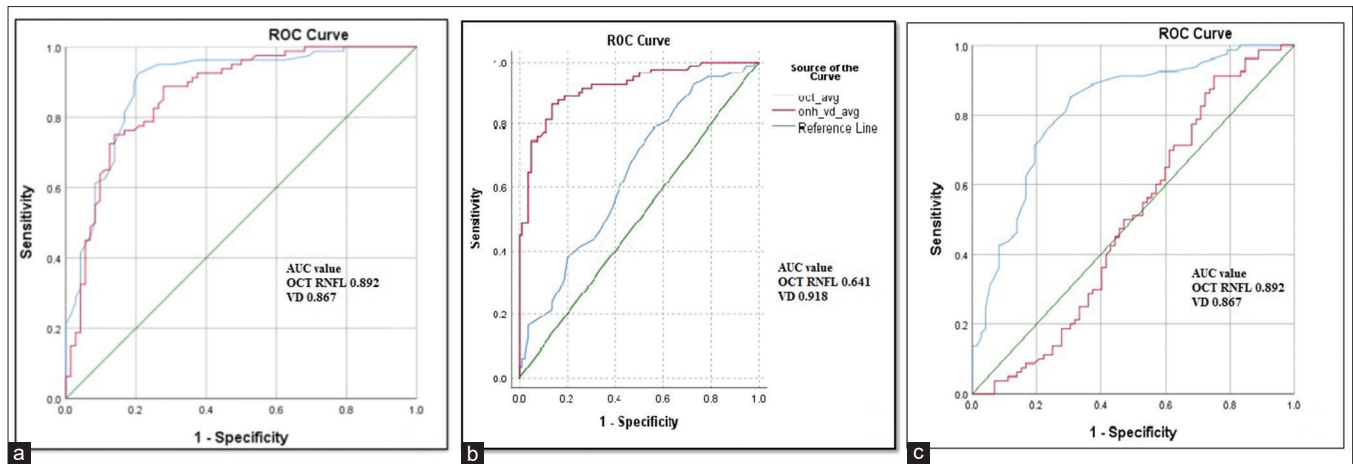 ROC Curve
1.0
0.8
0.6
0.4
0.2
0.0
Sensitivity
AUC value
OCT RNFL 0.892
VD 0.867
0.0 0.2 0.4 0.6 0.8 1.0
1 - Specificity
a
ROC Curve
1.0
0.8
0.6
0.4
0.2
0.0
Sensitivity
Source of the
Curve
oct_avg
onh_vd_avg
Reference Line
AUC value
OCT RNFL 0.641
VD 0.918
0.0 0.2 0.4 0.6 0.8 1.0
1 - Specificity
b
ROC Curve
1.0
0.8
0.6
0.4
0.2
0.0
Sensitivity
AUC value
OCT RNFL 0.892
VD 0.867
0.0 0.2 0.4 0.6 0.8 1.0
1 - Specificity
c